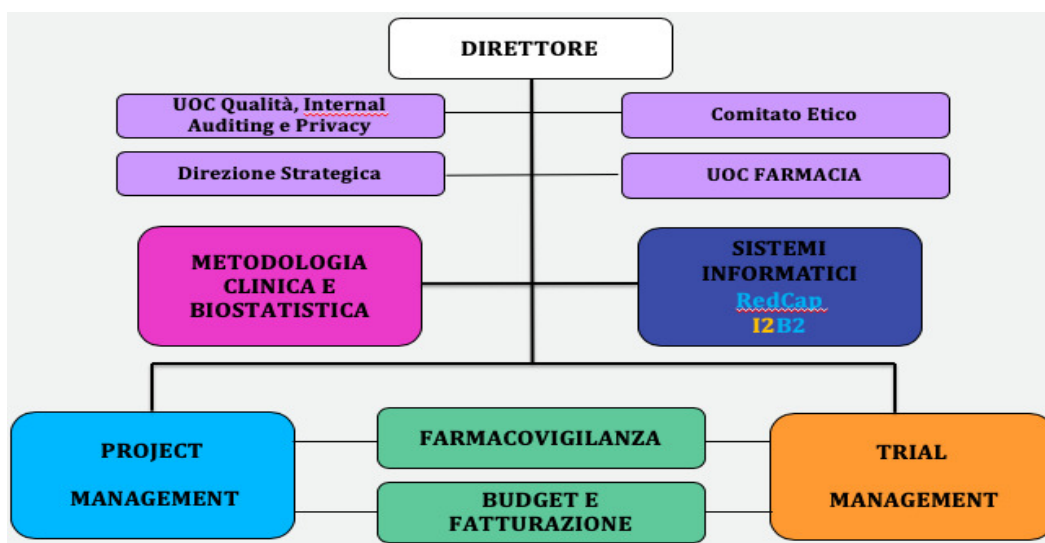 DIRETTORE
UOC Qualità, Internal
Auditing e Privacy
Comitato Etico
Direzione Strategica
UOC FARMACIA
METODOLOGIA
CLINICA E
BIOSTATISTICA
SISTEMI
INFORMATICI
RedCap
I2B2
PROJECT
MANAGEMENT
FARMACOVIGILANZA
BUDGET E
FATTURAZIONE
TRIAL
MANAGEMENT